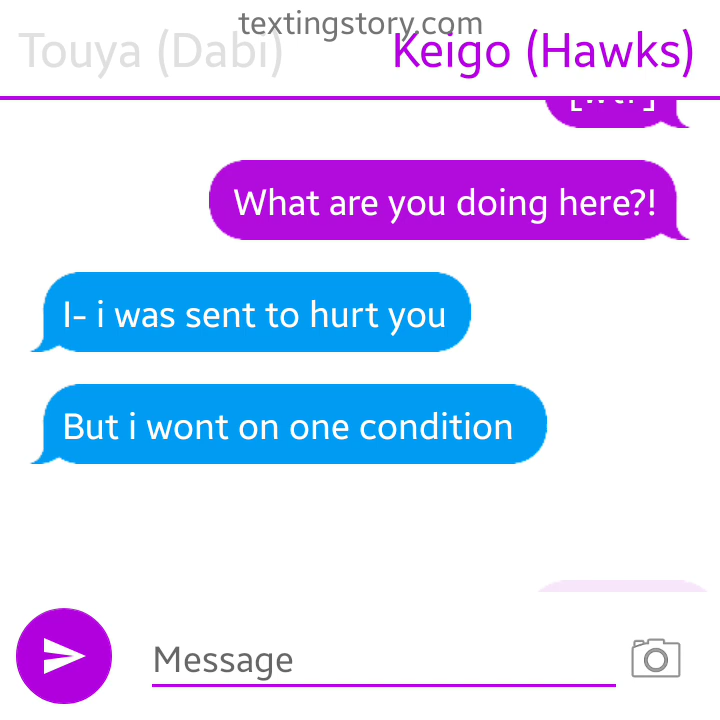 textingstory.com
Touya (Dabi)
Keigo (Hawks)
What are you doing here?!
I- i was sent to hurt you
But i wont on one condition
Message